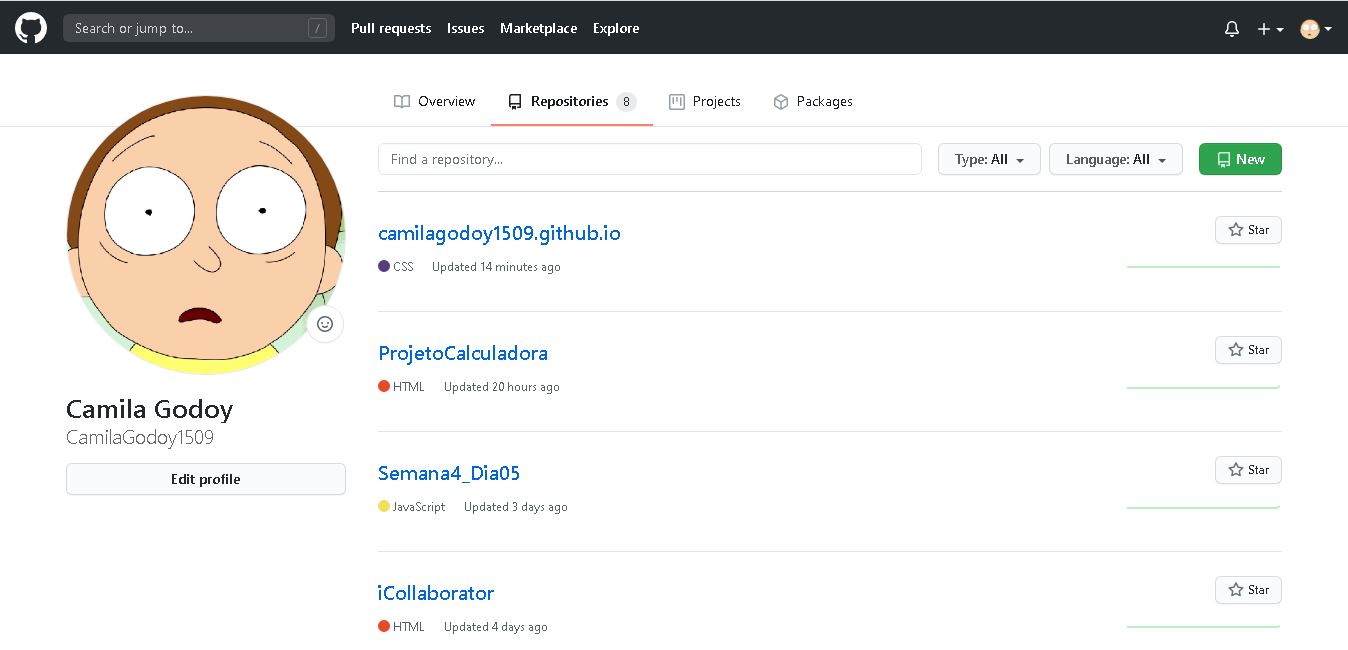 Search or jump to... /
Pull requests Issues Marketplace Explore
Overview Repositories 8 Projects Packages
Find a repository... Type: All Language: All New
camilagodoy1509.github.io Star
CSS Updated 14 minutes ago
ProjetoCalculadora Star
HTML Updated 20 hours ago
Camila Godoy
CamilaGodoy1509
Edit profile
Semana4_Dia05 Star
JavaScript Updated 3 days ago
iCollaborator Star
HTML Updated 4 days ago